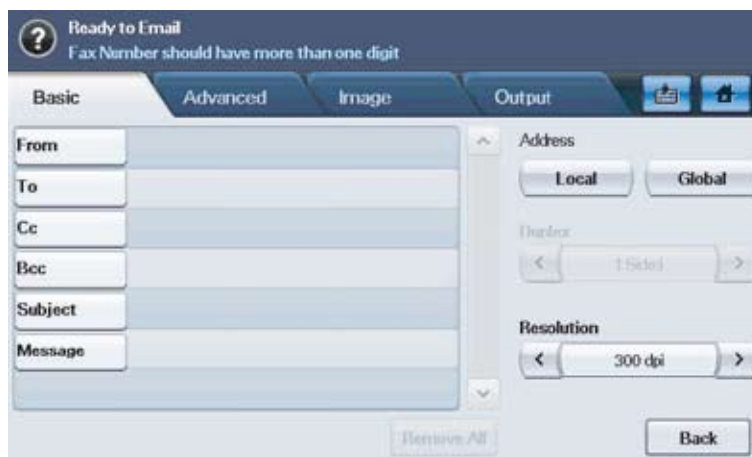 Ready to Email
Fax Number should have more than one digit
Basic
Advanced
Image
Output
From
To
Cc
Bcc
Subject
Message
Address
Local
Global
Duplex
1 Sided
Resolution
300 dpi
Remove All
Back